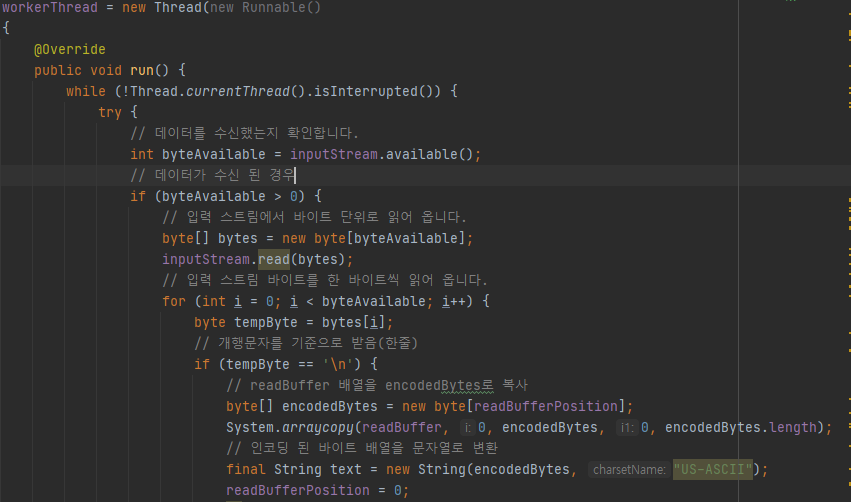 workerThread = new Thread(new Runnable()
{
@Override
public void run() {
while (!Thread.currentThread().isInterrupted()) {
try {
// 데이터를 수신했는지 확인합니다.
int byteAvailable = inputStream.available();
// 데이터가 수신 된 경우
if (byteAvailable > 0) {
// 입력 스트림에서 바이트 단위로 읽어 옵니다.
byte[] bytes = new byte[byteAvailable];
inputStream.read(bytes);
// 입력 스트림 바이트를 한 바이트씩 읽어 옵니다.
for (int i = 0; i < byteAvailable; i++) {
byte tempByte = bytes[i];
// 개행문자를 기준으로 받음(한줄)
if (tempByte == '\n') {
// readBuffer 배열을 encodedBytes로 복사
byte[] encodedBytes = new byte[readBufferPosition];
System.arraycopy(readBuffer, i: 0, encodedBytes, i1: 0, encodedBytes.length);
// 인코딩 된 바이트 배열을 문자열로 변환
final String text = new String(encodedBytes, charsetName: "US-ASCII");
readBufferPosition = 0;